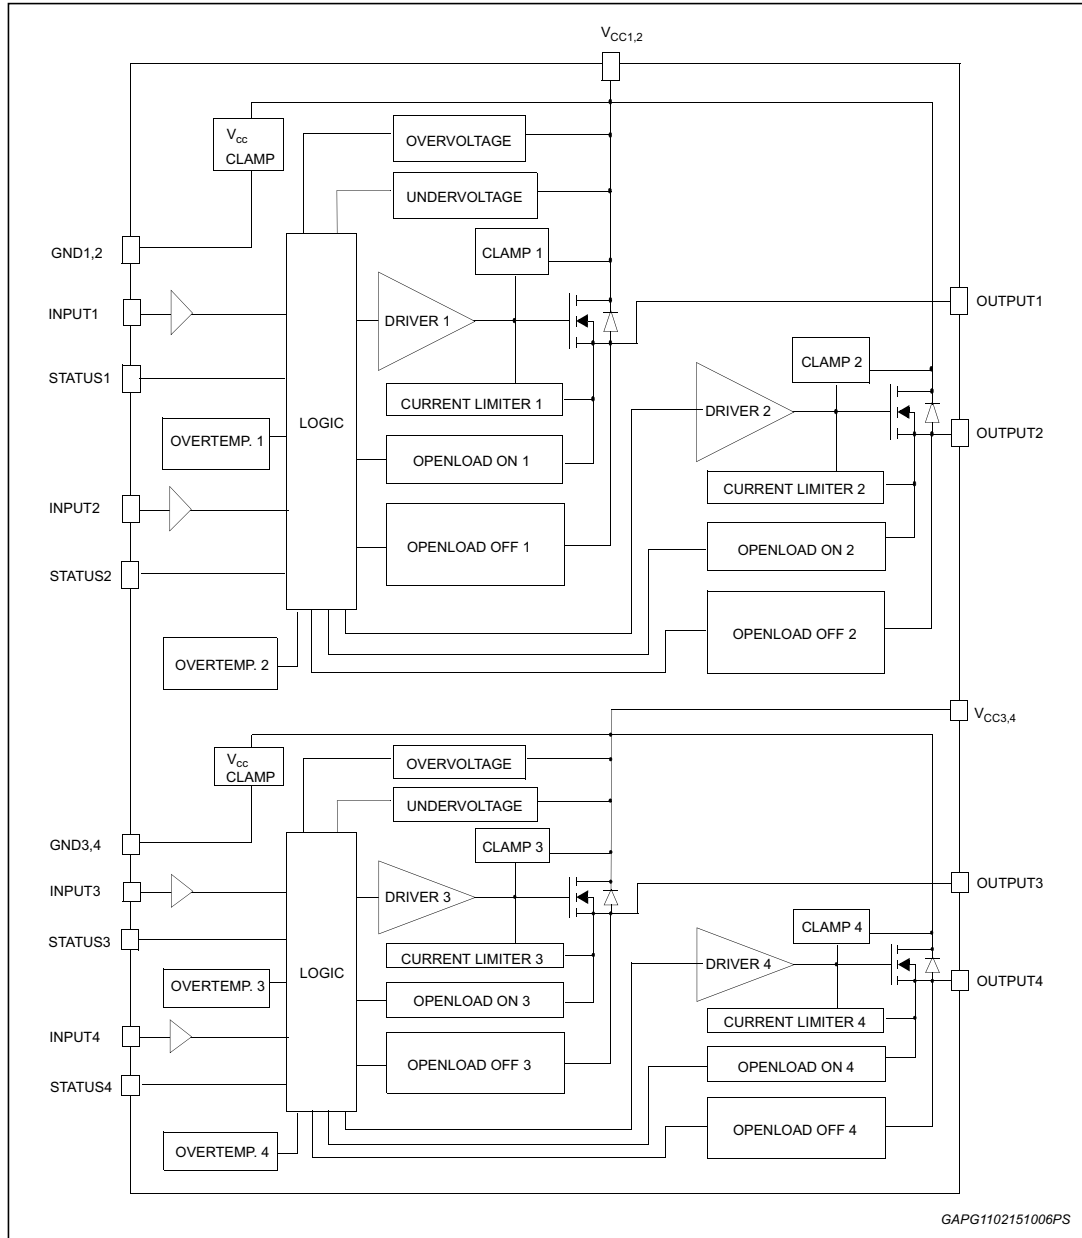 VCC1,2
Vcc
CLAMP
OVERVOLTAGE
UNDERVOLTAGE
GND1,2
CLAMP 1
INPUT1
DRIVER 1
OUTPUT1
STATUS1
CLAMP 2
CURRENT LIMITER 1
DRIVER 2
LOGIC
OVERTEMP. 1
OUTPUT2
OPENLOAD ON 1
CURRENT LIMITER 2
INPUT2
OPENLOAD OFF 1
OPENLOAD ON 2
STATUS2
OPENLOAD OFF 2
OVERTEMP. 2
VCC3,4
Vcc
CLAMP
OVERVOLTAGE
UNDERVOLTAGE
GND3,4
CLAMP 3
INPUT3
DRIVER 3
OUTPUT3
CLAMP 4
STATUS3
CURRENT LIMITER 3
DRIVER 4
LOGIC
OVERTEMP. 3
OUTPUT4
OPENLOAD ON 3
CURRENT LIMITER 4
INPUT4
OPENLOAD OFF 3
OPENLOAD ON 4
STATUS4
OPENLOAD OFF 4
OVERTEMP. 4
GAPG1102151006PS